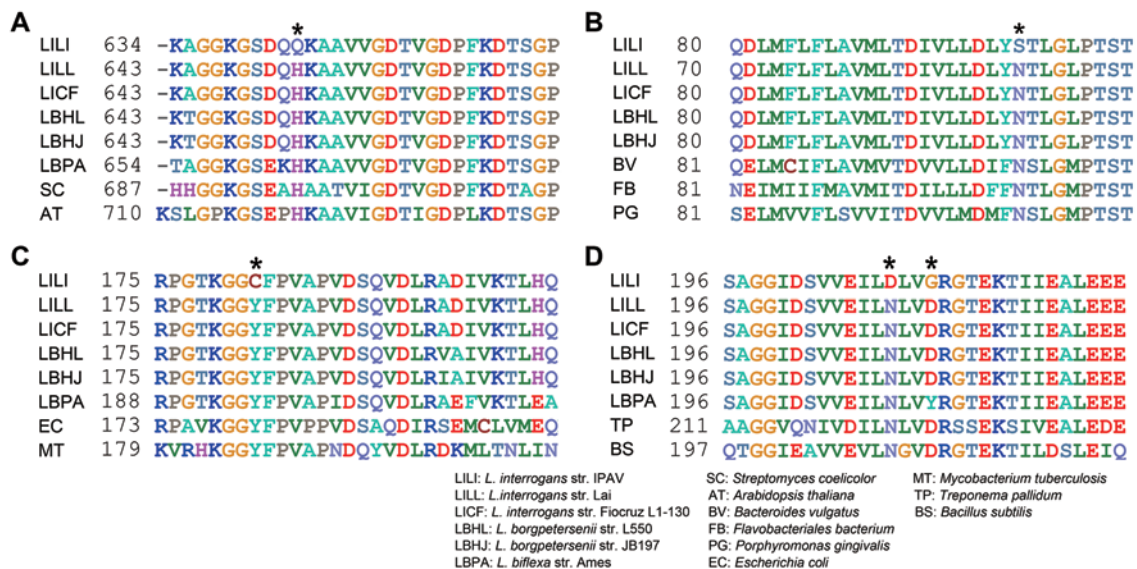 A
*
LILI 634 -KAGGKGSDQQKAAVVGDTVGDPFKDTSGP
LILL 643 -KAGGKGSDQHKAAVVGDTVGDPFKDTSGP
LICF 643 -KAGGKGSDQHKAAVVGDTVGDPFKDTSGP
LBHL 643 -KTGGKGSDQHKAAVVGDTVGDPFKDTSGP
LBHJ 643 -KTGGKGSDQHKAAVVGDTVGDPFKDTSGP
LBPA 654 -TAGGKGSEKHKAAVVGDTVGDPFKDTSGP
SC 687 -HHGGKGSEAHAATVIGDTVGDPFKDTAGP
AT 710 KSLGPKGSEPHKAAVIGDTIGDPLKDTSGP
B
*
LILI 80 QDLMFLFLAVMLTDIVLLDLYSTLGLPTST
LILL 70 QDLMFLFLAVMLTDIVLLDLYNTLGLPTST
LICF 80 QDLMFLFLAVMLTDIVLLDLYNTLGLPTST
LBHL 80 QDLMFLFLAVMLTDIVLLDLYNTLGLPTST
LBHJ 80 QDLMFLFLAVMLTDIVLLDLYNTLGLPTST
BV 81 QELMCIFLAVMVTDVVLLDIFNSLGMPTST
FB 81 NEIMIIFMAVMITDILLLDFFNSLGMPTST
PG 81 SELMVVFLSVVITDVVLMDMFNSLGMPTST
C
*
LILI 175 RPGTKGGCFPVAPVDSQVDLRADIVKTLHQ
LILL 175 RPGTKGGYFPVAPVDSQVDLRADIVKTLHQ
LICF 175 RPGTKGGYFPVAPVDSQVDLRADIVKTLHQ
LBHL 175 RPGTKGGYFPVAPVDSQVDLRVAIVKTLHQ
LBHJ 175 RPGTKGGYFPVAPVDSQVDLRIAIVKTLHQ
LBPA 188 RPGTKGGYFPVAPIDSQVDLRAEFVKTLEA
EC 173 RPAVKGGYFPVPPVDSAQDIRSEMCLVMEQ
MT 179 KVRHKGGYFPVAPNDQYVDLRDKMLTNLIN
D
* *
LILI 196 SAGGIDSVVEILDLVGRGTEKTIIEALEEE
LILL 196 SAGGIDSVVEILNLVDRGTEKTIIEALEEE
LICF 196 SAGGIDSVVEILNLVDRGTEKTIIEALEEE
LBHL 196 SAGGIDSVVEILNLVDRGTEKTIIEALEEE
LBHJ 196 SAGGIDSVVEILNLVDRGTEKTIIEALEEE
LBPA 196 SAGGIDSVVEILNLVYRGTEKTIIEALEEE
TP 211 AAGGVQNIVDILNLVDRSSEKSIVEALEDE
BS 197 QTGGIEAVVEVLNGVDRGTEKTILDSLEIQ
LILI: L. interrogans str. IPAV
LILL: L.interrogans str. Lai
LICF: L. interrogans str. Fiocruz L1-130
LBHL: L. borgpetersenii str. L550
LBHJ: L. borgpetersenii str. JB197
LBPA: L. biflexa str. Ames
SC: Streptomyces coelicolor
AT: Arabidopsis thaliana
BV: Bacteroides vulgatus
FB: Flavobacteriales bacterium
PG: Porphyromonas gingivalis
EC: Escherichia coli
MT: Mycobacterium tuberculosis
TP: Treponema pallidum
BS: Bacillus subtilis